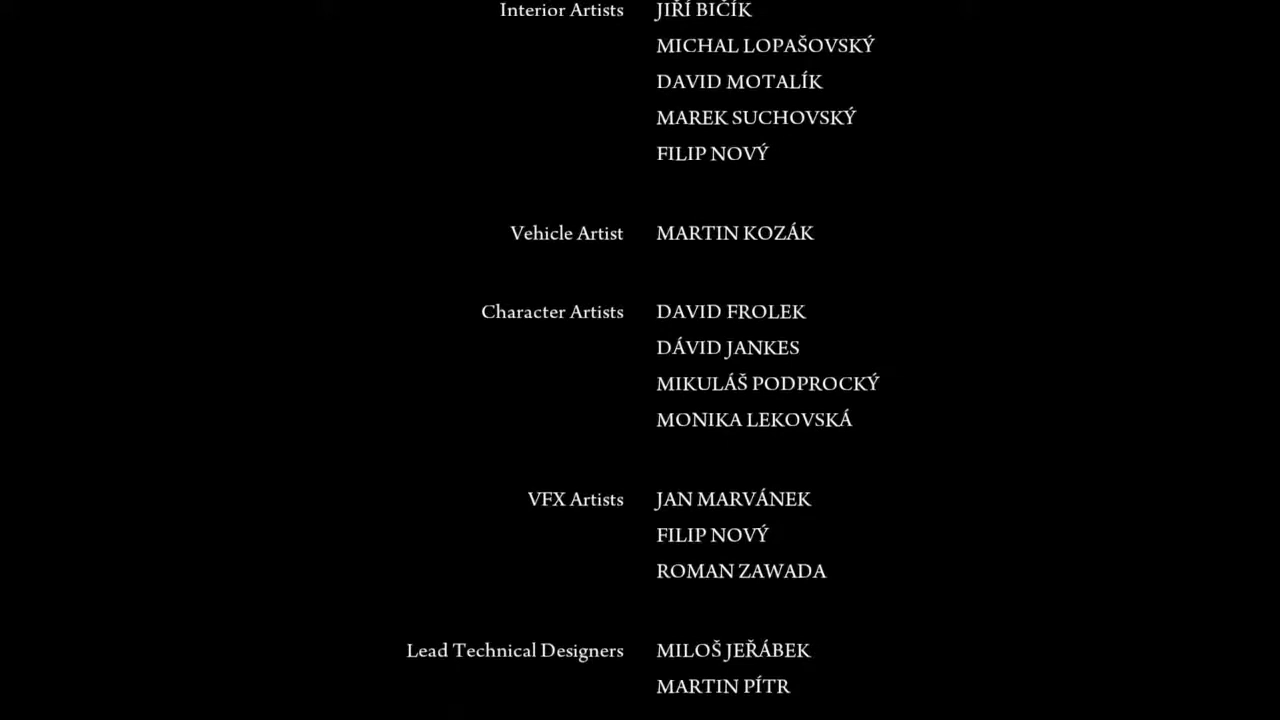 Interior Artists JIŘÍ BIČÍK
MICHAL LOPAŠOVSKÝ
DAVID MOTALÍK
MAREK SUCHOVSKÝ
FILIP NOVÝ
Vehicle Artist MARTIN KOZÁK
Character Artists DAVID FROLEK
DÁVID JANKES
MIKULÁŠ PODPROCKÝ
MONIKA LEKOVSKÁ
VFX Artists JAN MARVÁNEK
FILIP NOVÝ
ROMAN ZAWADA
Lead Technical Designers MILOŠ JEŘÁBEK
MARTIN PÍTR